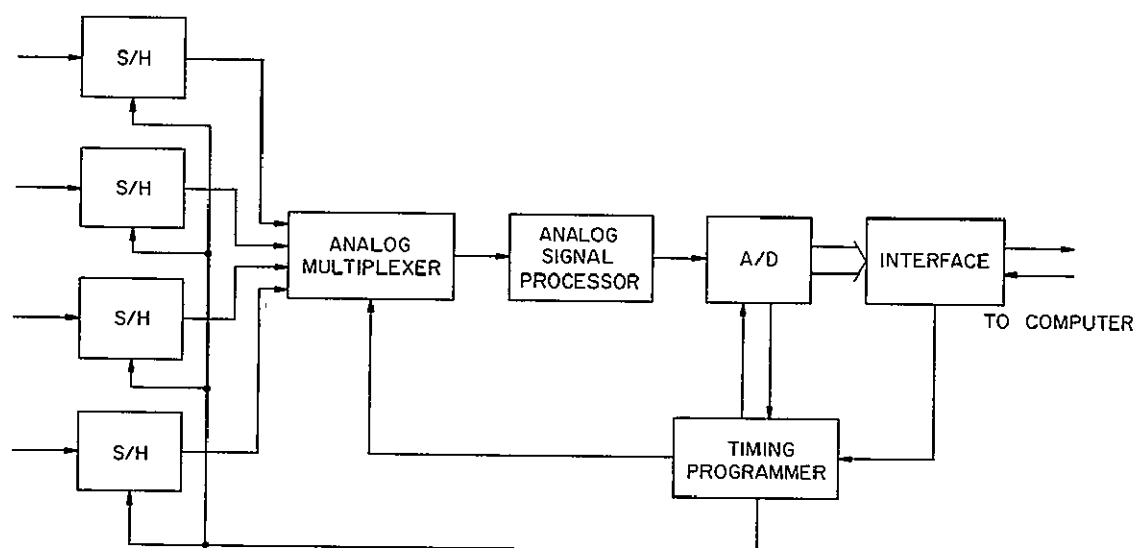 S/H
S/H
S/H
S/H
ANALOG
MULTIPLEXER
ANALOG
SIGNAL
PROCESSOR
A/D
INTERFACE
TO COMPUTER
TIMING
PROGRAMMER